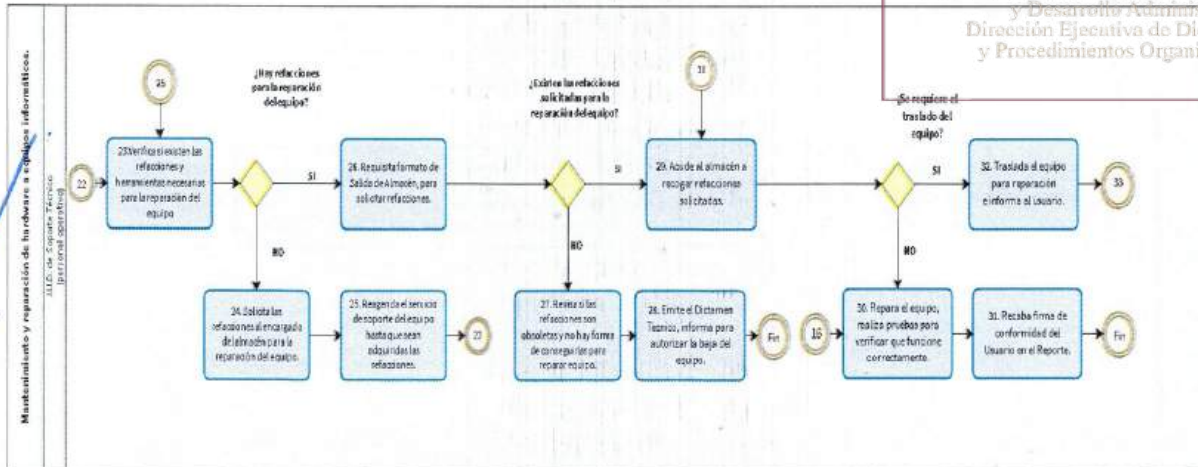 y Desarrollo Admini
Dirección Ejecutiva de Di
y Procedimientos Organi
Mantenimiento y reparación de hardware a equipos informáticos.
J.U.D. de Soporte Técnico
(personal operativo)
¿Hay refacciones
para la reparación
del equipo?
¿Existen las refacciones
solicitadas para la
reparación del equipo?
¿Se requiere el
traslado del
equipo?
22
23. Verifica si existen las
refacciones y
herramientas necesarias
para la reparación del
equipo
SI
26. Requisita formato de
Salida de Almacén, para
solicitar refacciones.
SI
29. Acude al almacén a
recoger refacciones
solicitadas.
SI
32. Traslada el equipo
para reparación
e informa al usuario.
33
NO
NO
NO
24. Solicita las
refacciones al encargado
de almacén para la
reparación del equipo.
25. Reagenda el servicio
de soporte del equipo
hasta que sean
adquiridas las
refacciones.
27. Revisa si las
refacciones son
obsoletas y no hay forma
de conseguirlas para
reparar equipo.
28. Emite el Dictamen
Técnico, informa para
autorizar la baja del
equipo.
Fin
16
30. Repara el equipo,
realiza pruebas para
verificar que funcione
correctamente.
31. Recaba firma de
conformidad del
Usuario en el Reporte.
Fin